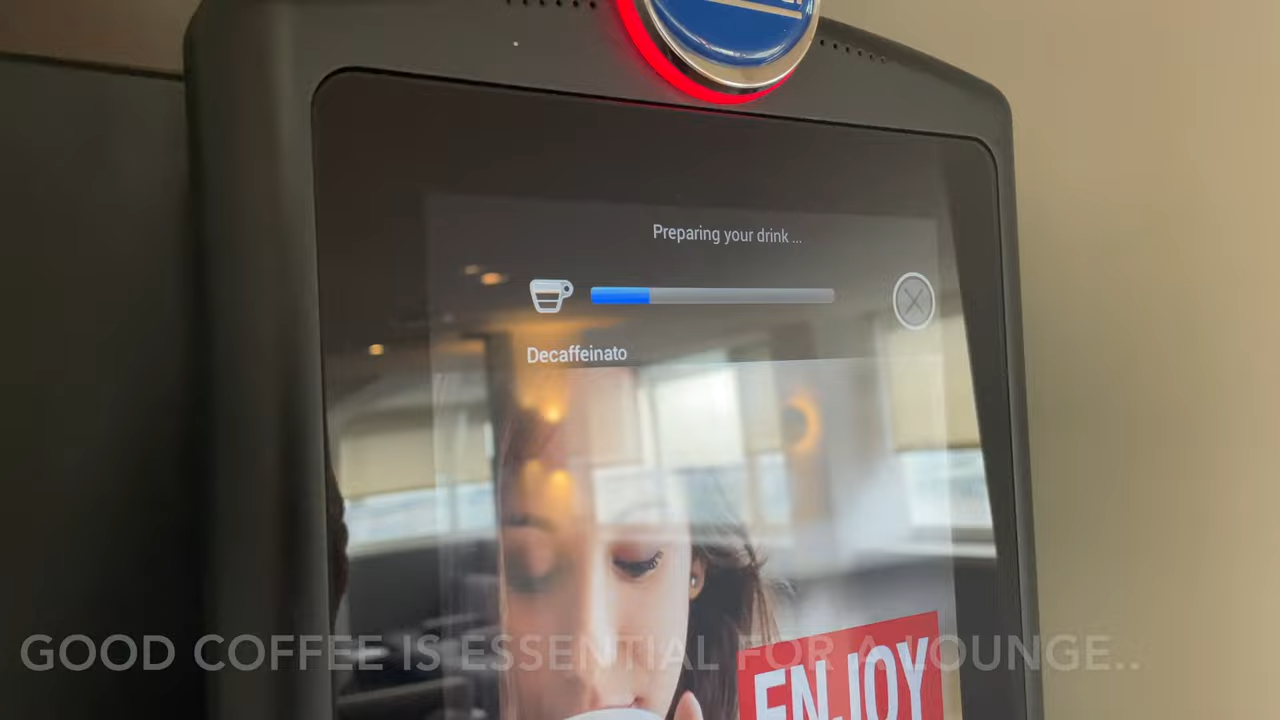 Preparing your drink ...
Decaffeinato
ENJOY
GOOD COFFEE IS ESSENTIAL FOR A LOUNGE..